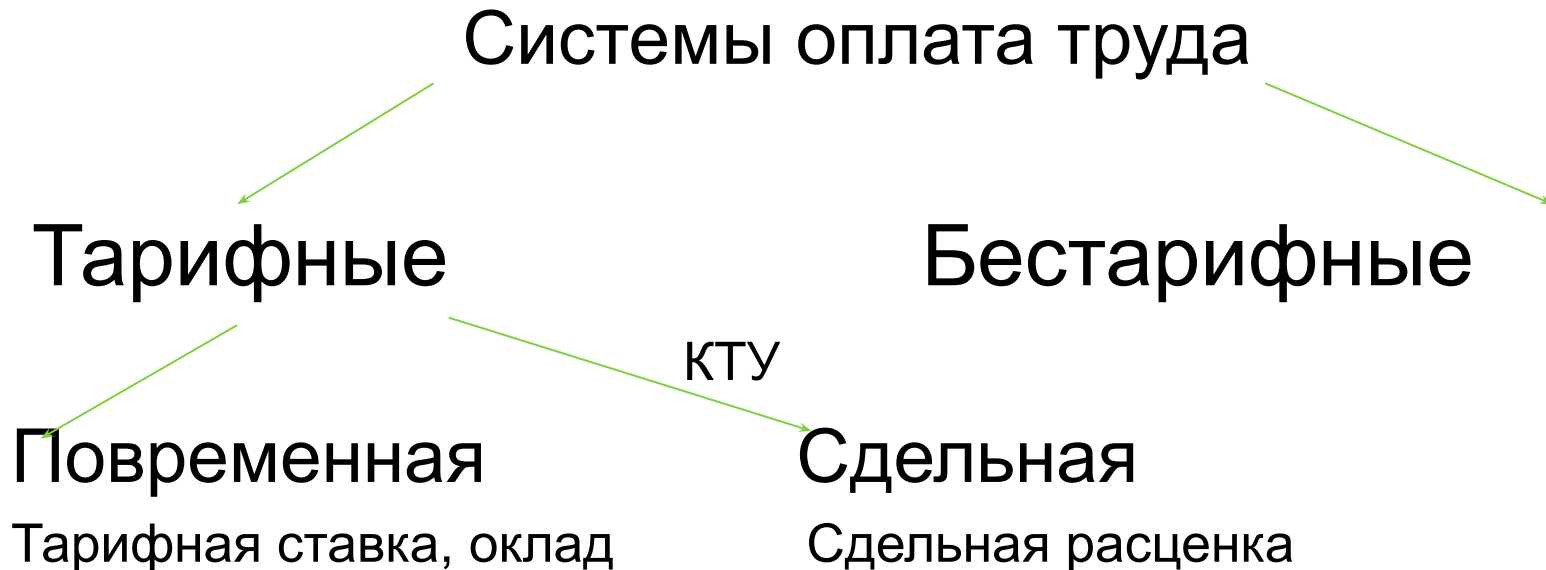 Системы оплата труда
Тарифные Бестарифные
КТУ
Повременная Сдельная
Тарифная ставка, оклад Сдельная расценка